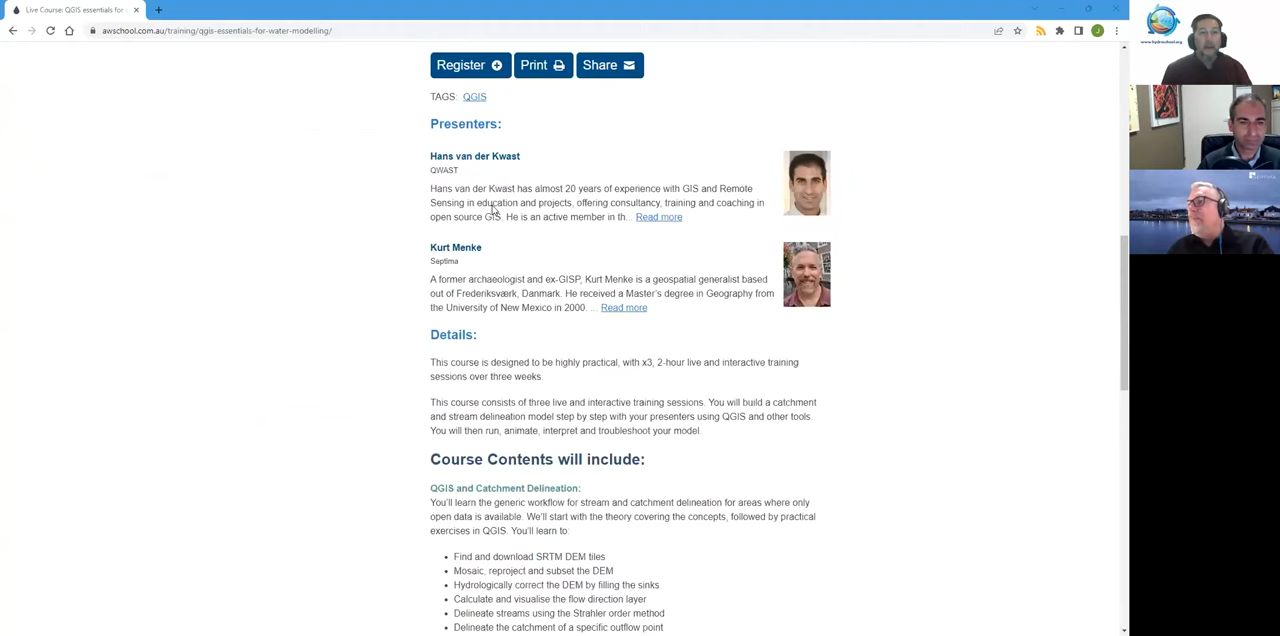 Live Course: QGIS essentials for
awschool.com.au/training/qgis-essentials-for-water-modelling/
J
www.hydroschool.org
Register
Print
Share
TAGS: QGIS
Presenters:
Hans van der Kwast
QWAST
Hans van der Kwast has almost 20 years of experience with GIS and Remote
Sensing in education and projects, offering consultancy, training and coaching in
open source GIS. He is an active member in th... Read more
SEPTIMA
Kurt Menke
Septima
A former archaeologist and ex-GISP, Kurt Menke is a geospatial generalist based
out of Frederiksværk, Danmark. He received a Master's degree in Geography from
the University of New Mexico in 2000. ... Read more
Details:
This course is designed to be highly practical, with x3, 2-hour live and interactive training
sessions over three weeks.
This course consists of three live and interactive training sessions. You will build a catchment
and stream delineation model step by step with your presenters using QGIS and other tools
You will then run, animate, interpret and troubleshoot your model.
Course Contents will include:
QGIS and Catchment Delineation:
You'll learn the generic workflow for stream and catchment delineation for areas where only
open data is available. We'll start with the theory covering the concepts, followed by practical
exercises in QGIS. You'll learn to:
• Find and download SRTM DEM tiles
• Mosaic, reproject and subset the DEM
• Hydrologically correct the DEM by filling the sinks
• Calculate and visualise the flow direction layer
• Delineate streams using the Strahler order method
• Delineate the catchment of a specific outflow point